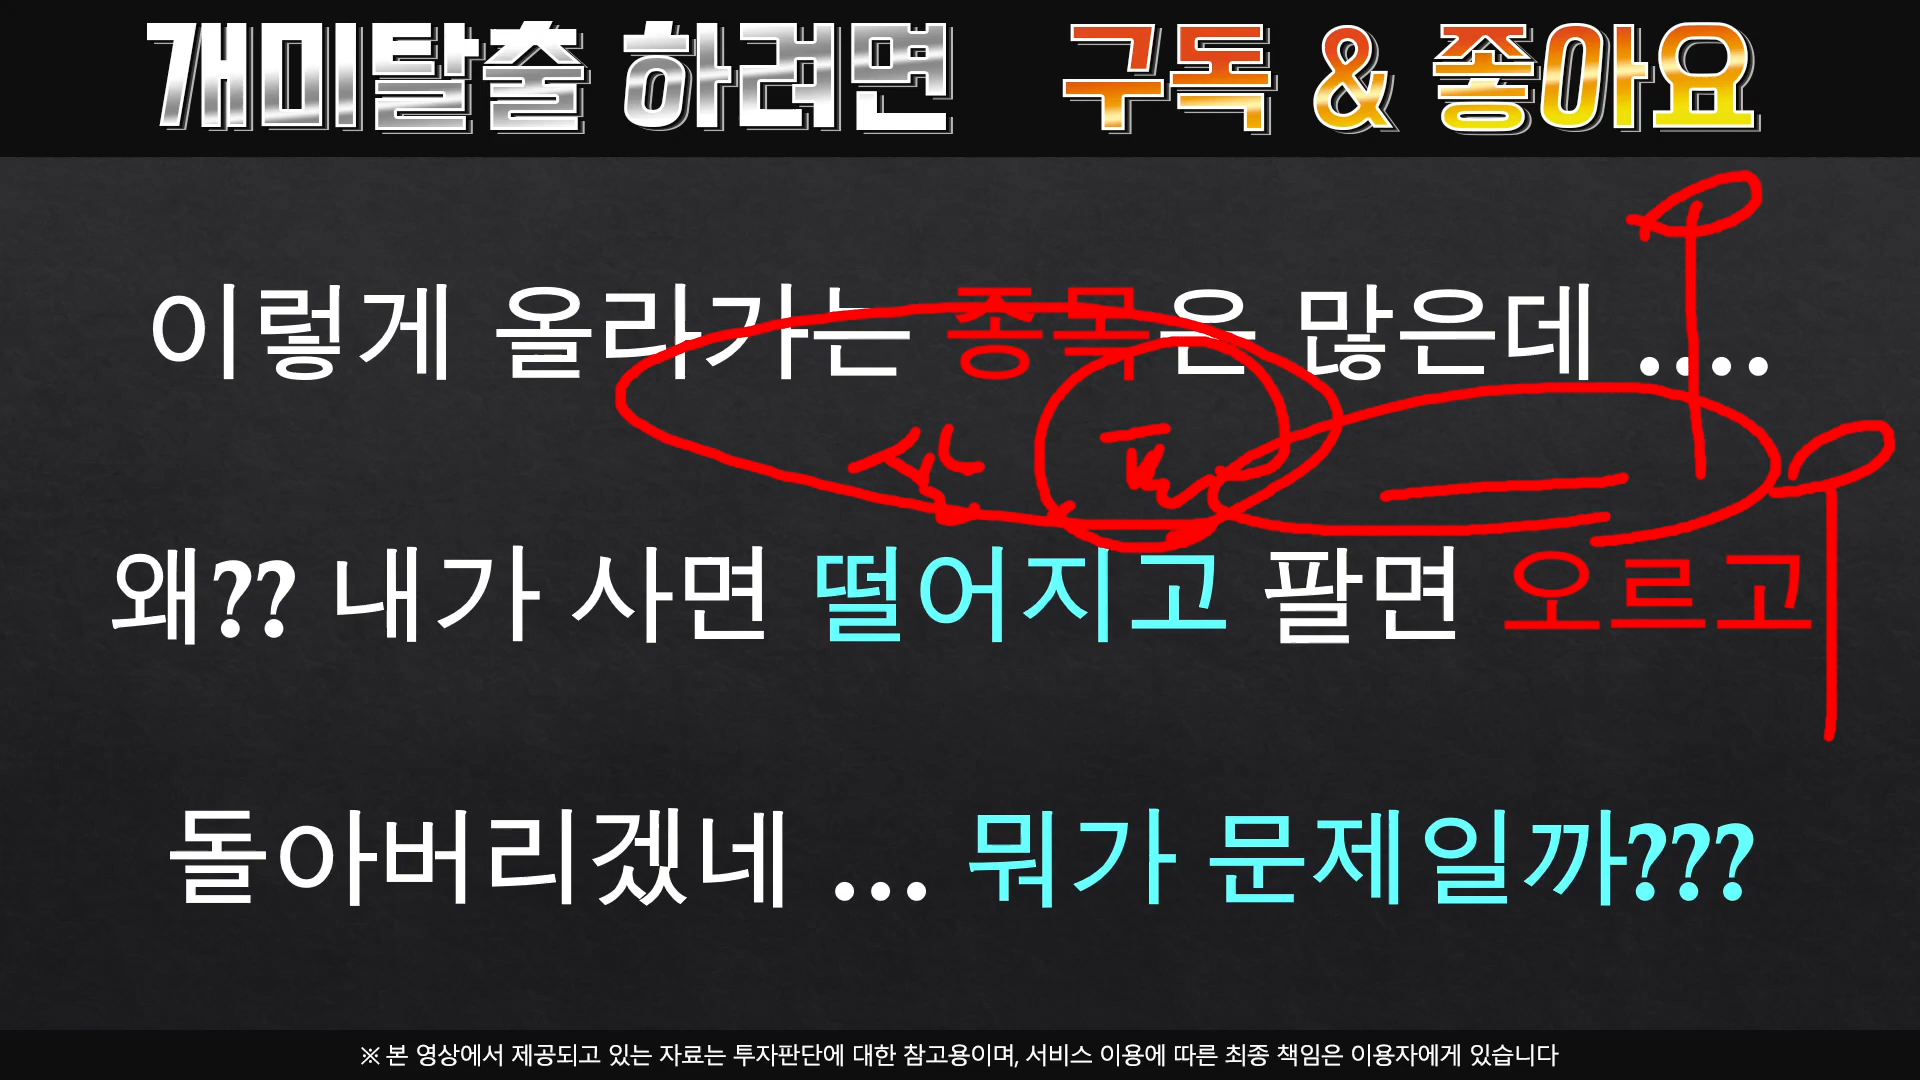 개미탈출 하려면 구독 & 좋아요
이렇게 올라가는 종목은 많은데 ....
왜?? 내가 사면 떨어지고 팔면 오르고
돌아버리겠네 ... 뭐가 문제일까???
※ 본 영상에서 제공되고 있는 자료는 투자판단에 대한 참고용이며, 서비스 이용에 따른 최종 책임은 이용자에게 있습니다